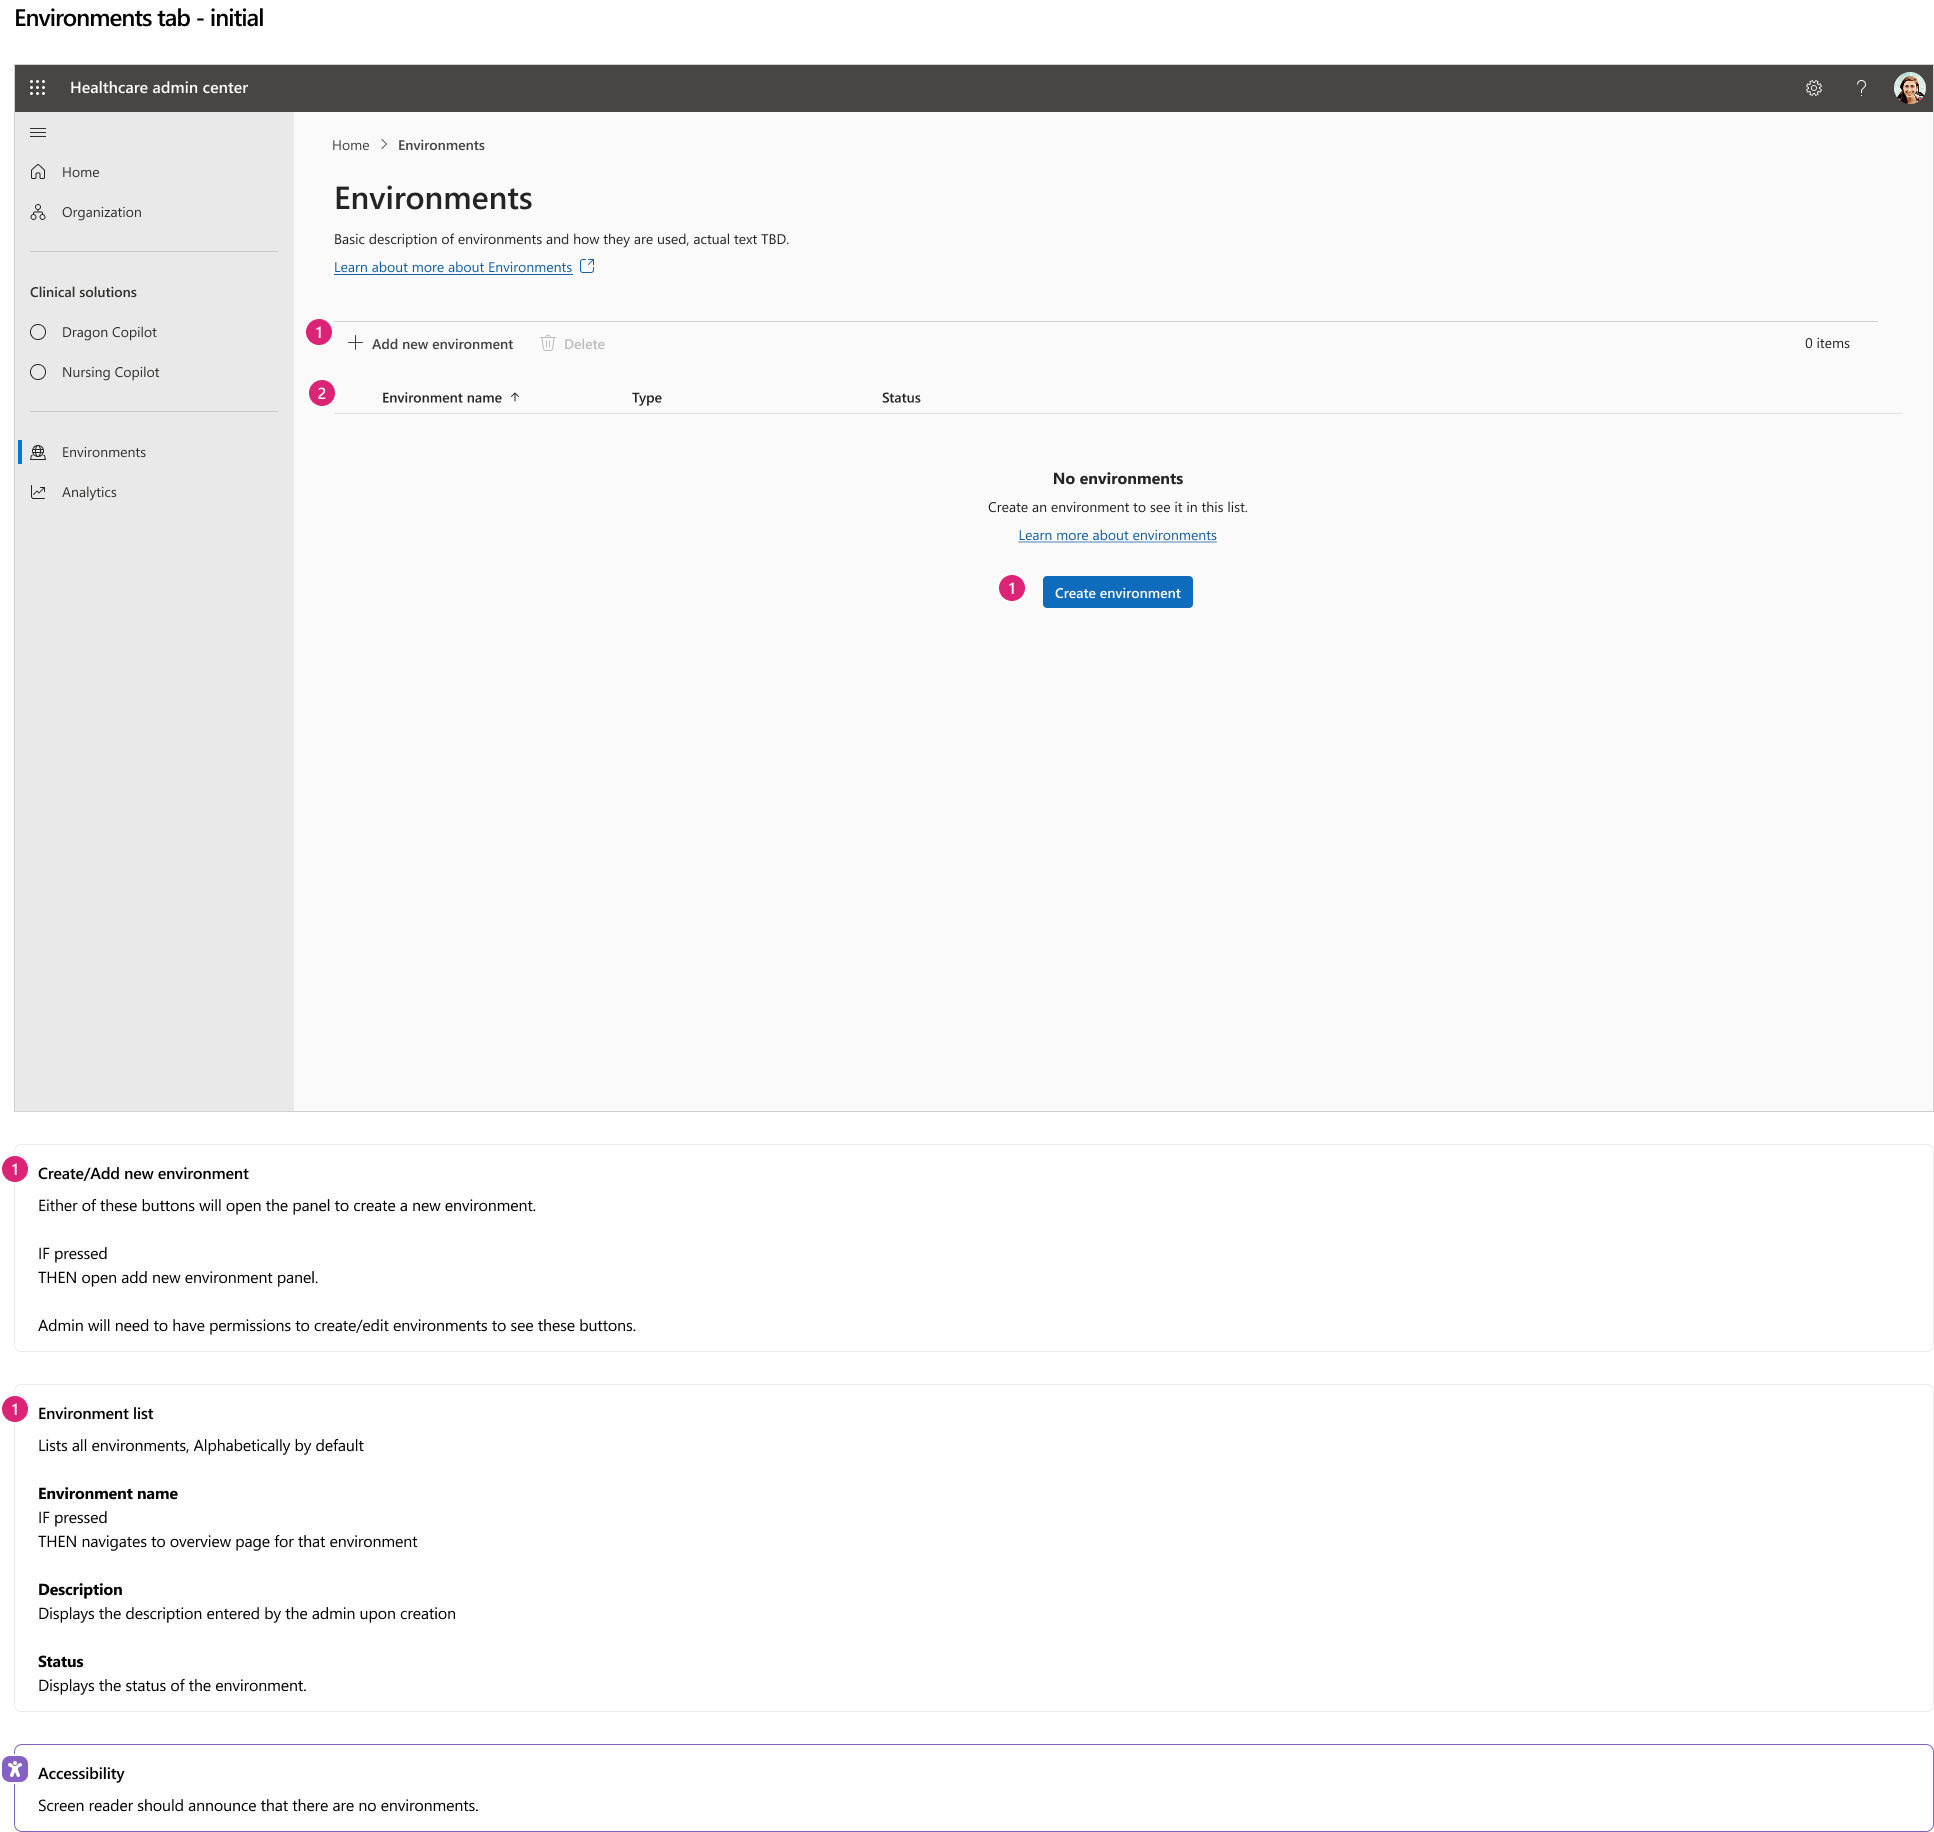 Environments tab - initial
Healthcare admin center
?
Home
Organization
Clinical solutions
Dragon Copilot
Nursing Copilot
Environments
Analytics
Home > Environments
Environments
Basic description of environments and how they are used, actual text TBD.
Learn about more about Environments
1
Add new environment Delete 0 items
2
Environment name ↑ Type Status
No environments
Create an environment to see it in this list.
Learn more about environments
1 Create environment
1
Create/Add new environment
Either of these buttons will open the panel to create a new environment.
IF pressed
THEN open add new environment panel.
Admin will need to have permissions to create/edit environments to see these buttons.
1
Environment list
Lists all environments, Alphabetically by default
Environment name
IF pressed
THEN navigates to overview page for that environment
Description
Displays the description entered by the admin upon creation
Status
Displays the status of the environment.
Accessibility
Screen reader should announce that there are no environments.